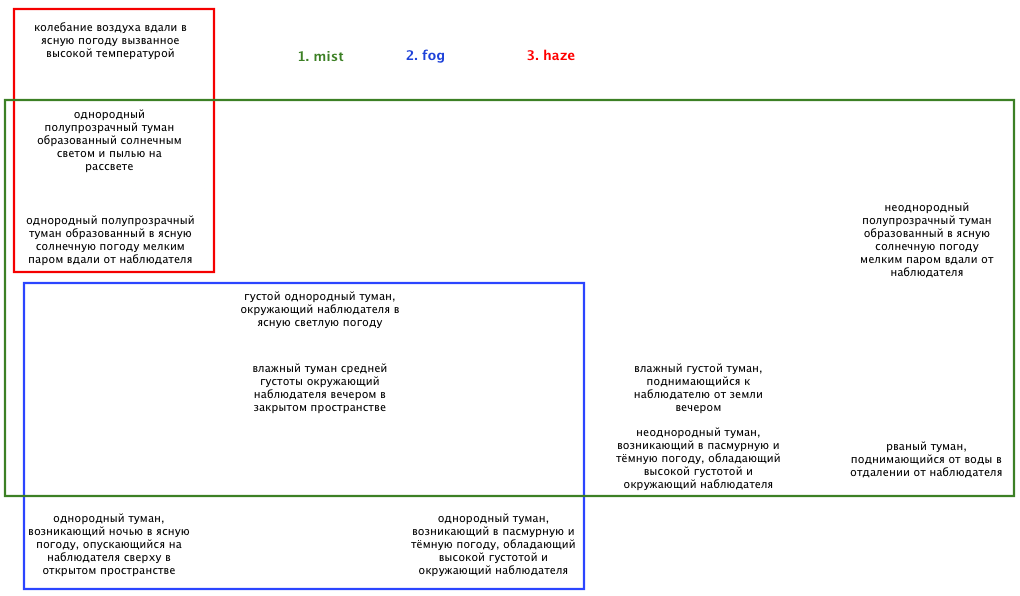 колебание воздуха вдали в
ясную погоду вызванное
высокой температурой
1. mist
2. fog
3. haze
однородный
полупрозрачный туман
образованный солнечным
светом и пылью на
рассвете
однородный полупрозрачный
туман образованный в ясную
солнечную погоду мелким
паром вдали от наблюдателя
неоднородный
полупрозрачный туман
образованный в ясную
солнечную погоду
мелким паром вдали от
наблюдателя
густой однородный туман,
окружающий наблюдателя в
ясную светлую погоду
влажный туман средней
густоты окружающий
наблюдателя вечером в
закрытом пространстве
влажный густой туман,
поднимающийся к
наблюдателю от земли
вечером
неоднородный туман,
возникающий в пасмурную и
тёмную погоду, обладающий
высокой густотой и
окружающий наблюдателя
рваный туман,
поднимающийся от воды в
отдалении от наблюдателя
однородный туман,
возникающий ночью в ясную
погоду, опускающийся на
наблюдателя сверху в
открытом пространстве
однородный туман,
возникающий в пасмурную и
тёмную погоду, обладающий
высокой густотой и
окружающий наблюдателя